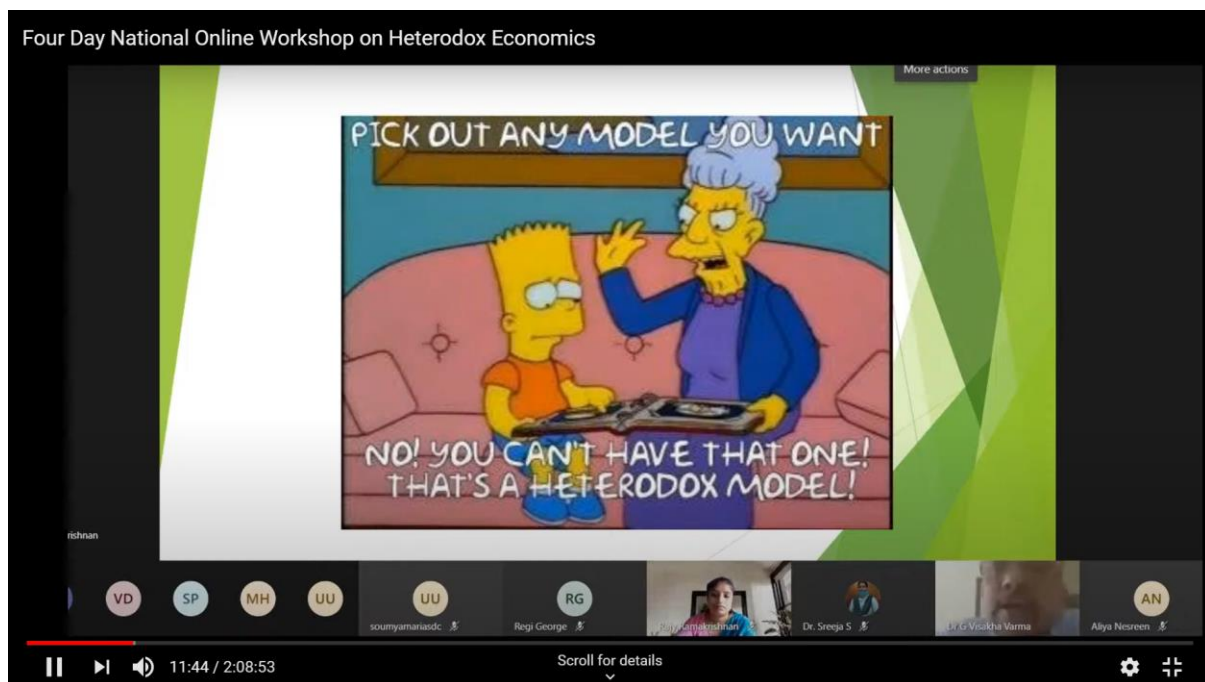 Four Day National Online Workshop on Heterodox Economics
More actions
PICK OUT ANY MODEL YOU WANT
NO! YOU CAN'T HAVE THAT ONE!
THAT'S A HETERODOX MODEL!
rishnan
VD
SP
MH
UU
UU
RG
AN
soumyamariasdc
Regi George
Ramakrishnan
Dr. Sreeja S
Dr G Visakha Varma
Aliya Nesreen
11:44 / 2:08:53
Scroll for details